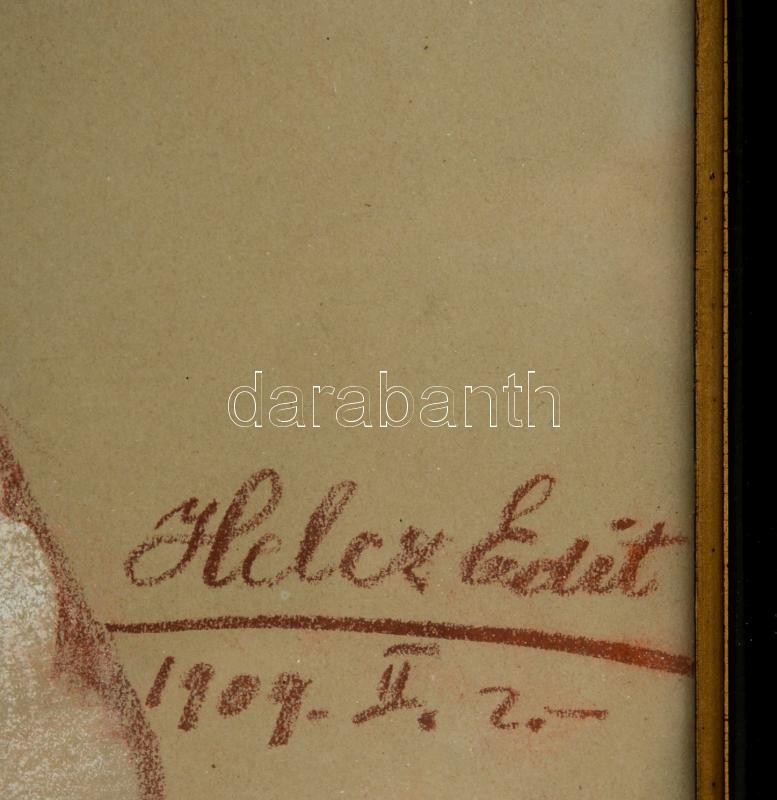 darabanth
Helcz Edit
1909. II. 2.-